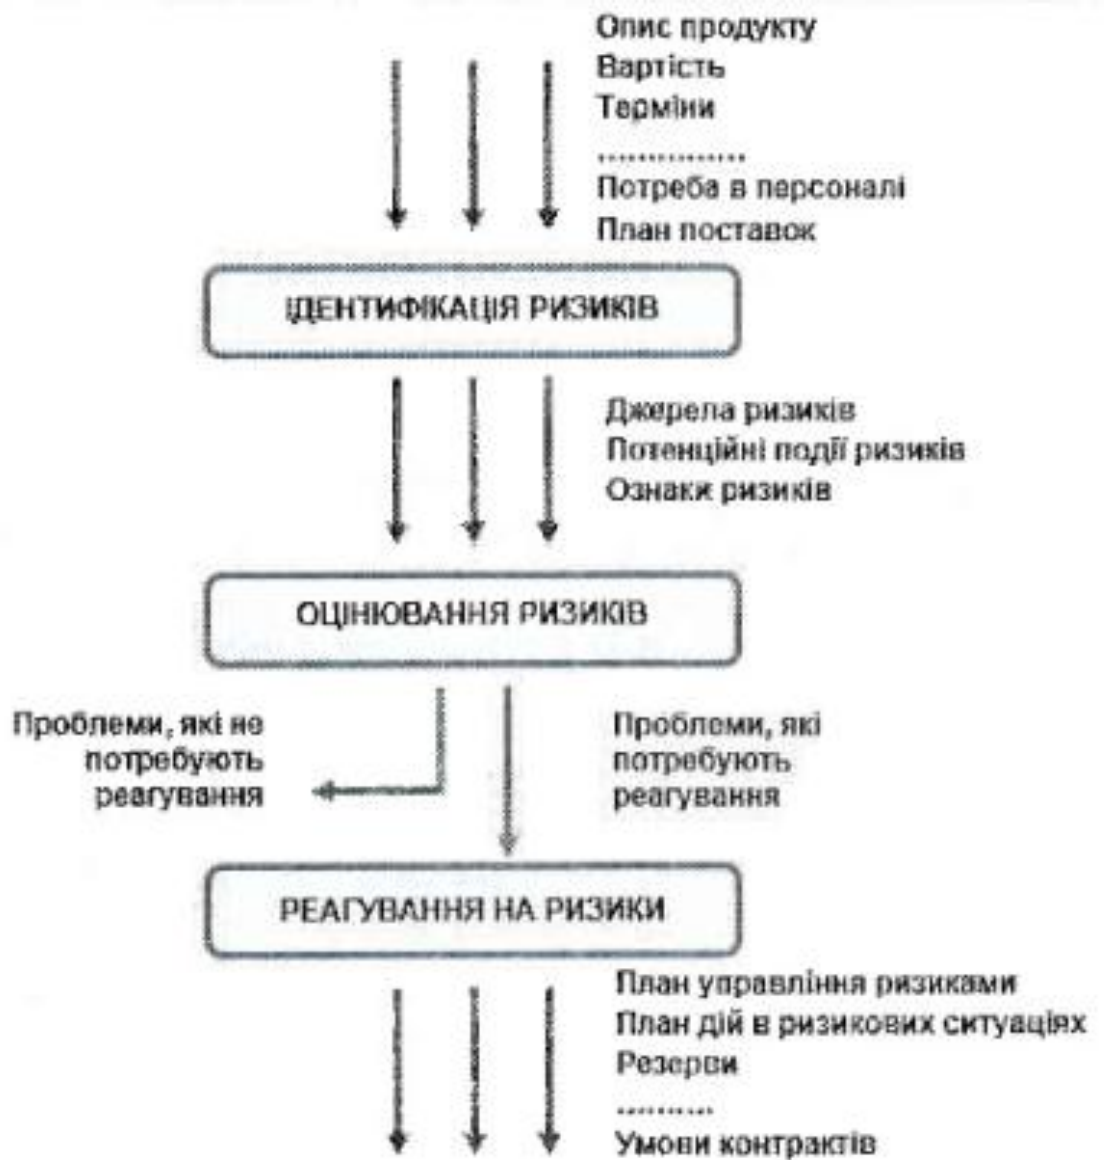 Опис продукту
Вартість
Терміни
...............
Потреба в персоналі
План поставок
ІДЕНТИФІКАЦІЯ РИЗИКІВ
Джерела ризиків
Потенційні події ризиків
Ознаки ризиків
ОЦІНЮВАННЯ РИЗИКІВ
Проблеми, які не
потребують
реагування
Проблеми, які
потребують
реагування
РЕАГУВАННЯ НА РИЗИКИ
План управління ризиками
План дій в ризикових ситуаціях
Резерви
..........
Умови контрактів